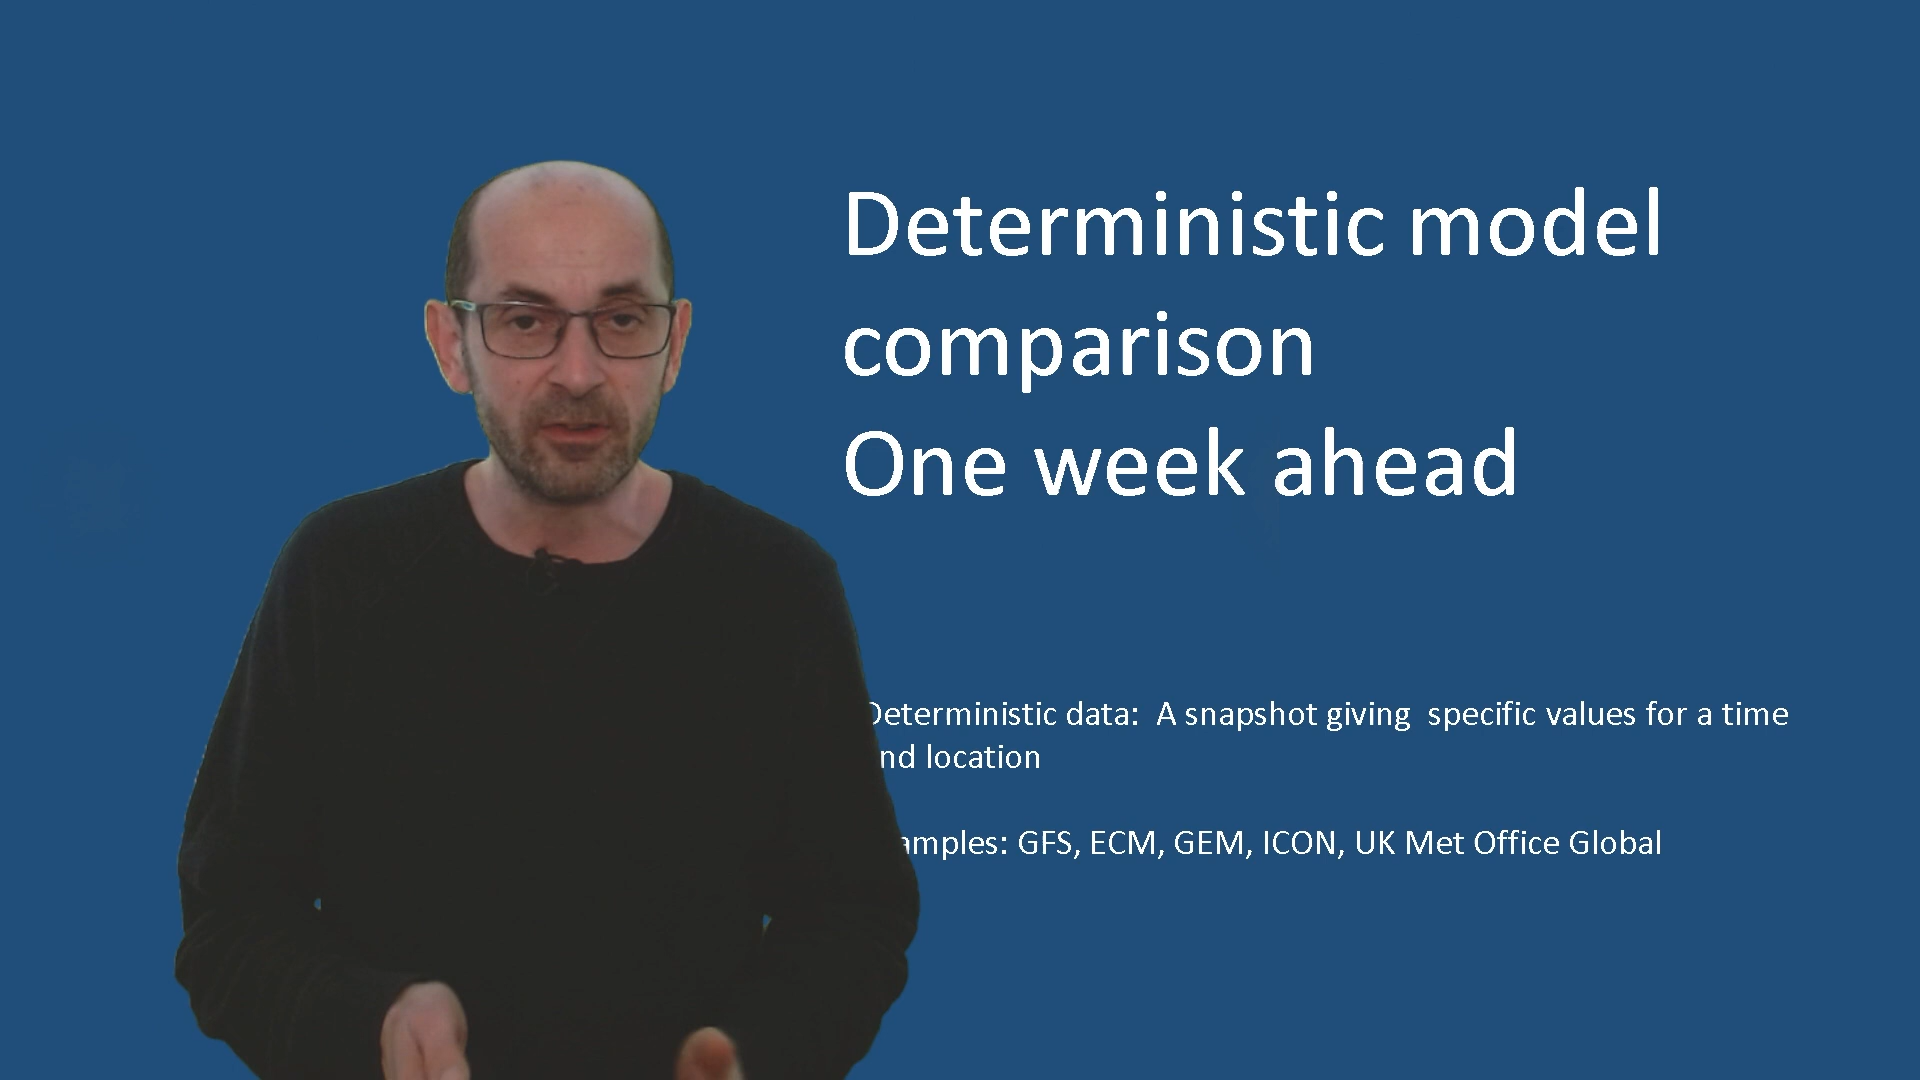 Deterministic model
comparison
One week ahead
Deterministic data: A snapshot giving specific values for a time
nd location
amples: GFS, ECM, GEM, ICON, UK Met Office Global